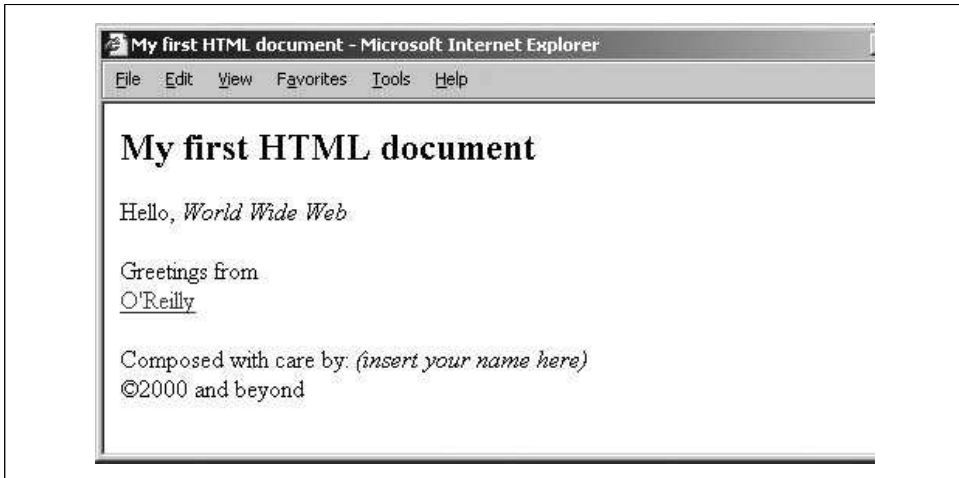 My first HTML document - Microsoft Internet Explorer
File Edit View Favorites Tools Help
My first HTML document
Hello, World Wide Web
Greetings from
O'Reilly
Composed with care by: (insert your name here)
©2000 and beyond